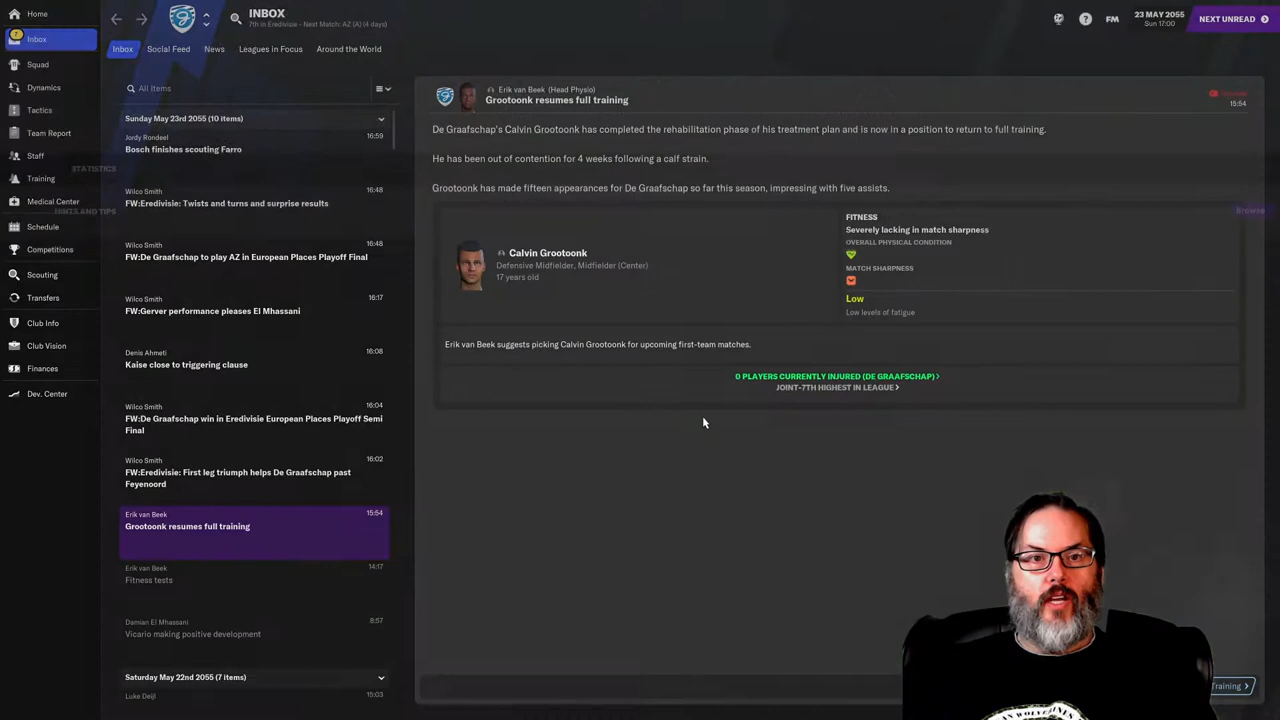 Home
INBOX
7th in Eredivisie - Next Match: AZ (A) (4 days)
FM
23 MAY 2055
Sun 17:00
NEXT UNREAD
7
Inbox
Squad
Dynamics
Tactics
Team Report
Staff
STATISTICS
Training
Medical Center
HINTS AND TIPS
Schedule
Competitions
Scouting
Transfers
Club Info
Club Vision
Finances
Dev. Center
Inbox
Social Feed
News
Leagues in Focus
Around the World
All Items
Sunday May 23rd 2055 (10 items)
Jordy Rondeel
16:59
Bosch finishes scouting Farro
Wilco Smith
16:48
FW:Eredivisie: Twists and turns and surprise results
Wilco Smith
16:48
FW:De Graafschap to play AZ in European Places Playoff Final
Wilco Smith
16:17
FW:Gerver performance pleases El Mhassani
Denis Ahmeti
16:08
Kaise close to triggering clause
Wilco Smith
16:04
FW:De Graafschap win in Eredivisie European Places Playoff Semi
Final
Wilco Smith
16:02
FW:Eredivisie: First leg triumph helps De Graafschap past
Feyenoord
Erik van Beek
15:54
Grootoonk resumes full training
Erik van Beek
14:17
Fitness tests
Damian El Mhassani
8:57
Vicario making positive development
Saturday May 22nd 2055 (7 items)
Luke Deijl
15:03
Erik van Beek (Head Physio)
Grootoonk resumes full training
15:54
De Graafschap's Calvin Grootoonk has completed the rehabilitation phase of his treatment plan and is now in a position to return to full training.
He has been out of contention for 4 weeks following a calf strain.
Grootoonk has made fifteen appearances for De Graafschap so far this season, impressing with five assists.
Browse
Calvin Grootoonk
Defensive Midfielder, Midfielder (Center)
17 years old
FITNESS
Severely lacking in match sharpness
OVERALL PHYSICAL CONDITION
MATCH SHARPNESS
Low
Low levels of fatigue
Erik van Beek suggests picking Calvin Grootoonk for upcoming first-team matches.
0 PLAYERS CURRENTLY INJURED (DE GRAAFSCHAP)
JOINT-7TH HIGHEST IN LEAGUE
Training